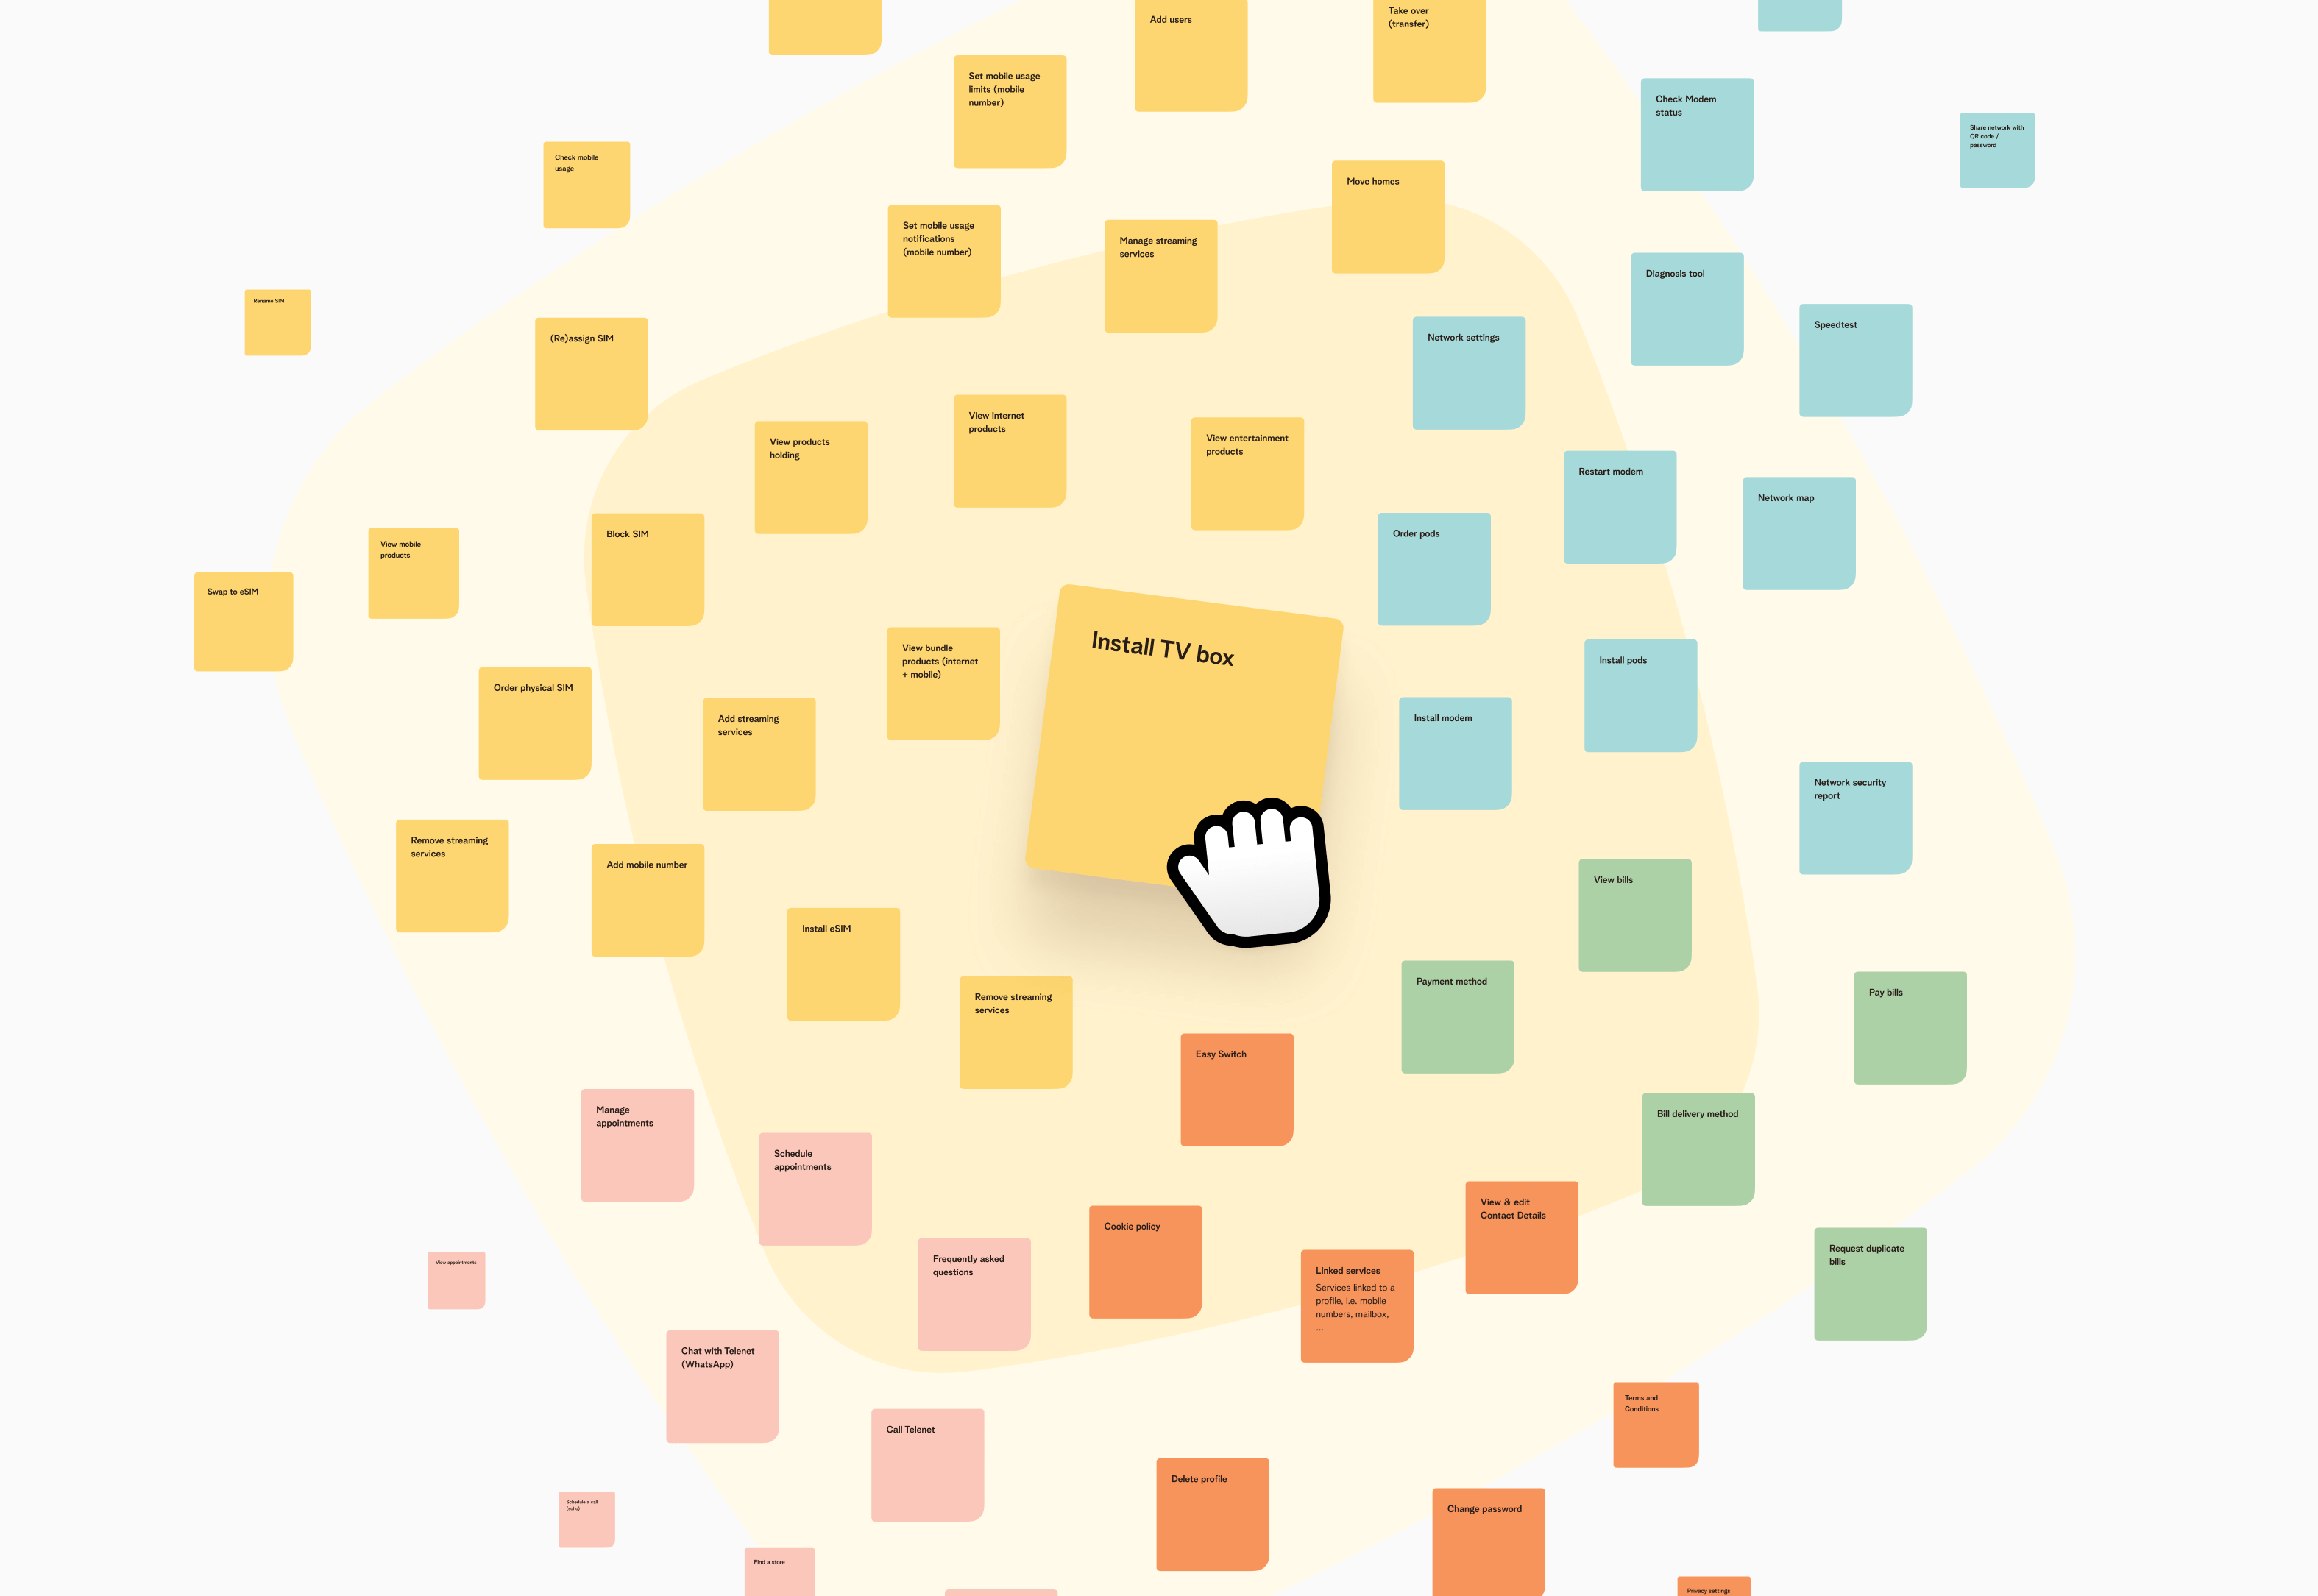 Add users
Take over
(transfer)
Set mobile usage
limits (mobile
number)
Check Modem
status
Share network with
QR code /
password
Check mobile
usage
Move homes
Set mobile usage
notifications
(mobile number)
Manage streaming
services
Diagnosis tool
Rename SIM
(Re)assign SIM
Network settings
Speedtest
View products
holding
View internet
products
View entertainment
products
Restart modem
Network map
View mobile
products
Block SIM
Order pods
Swap to eSIM
View bundle
products (internet
+ mobile)
Install TV box
Install pods
Order physical SIM
Add streaming
services
Install modem
Network security
report
Remove streaming
services
Add mobile number
View bills
Install eSIM
Remove streaming
services
Payment method
Pay bills
Easy Switch
Manage
appointments
Schedule
appointments
Bill delivery method
View & edit
Contact Details
Cookie policy
Frequently asked
questions
Linked services
Services linked to a
profile, i.e. mobile
numbers, mailbox,
...
Request duplicate
bills
View appointments
Chat with Telenet
(WhatsApp)
Terms and
Conditions
Call Telenet
Delete profile
Change password
Schedule a call
(soho)
Find a store
Privacy settings